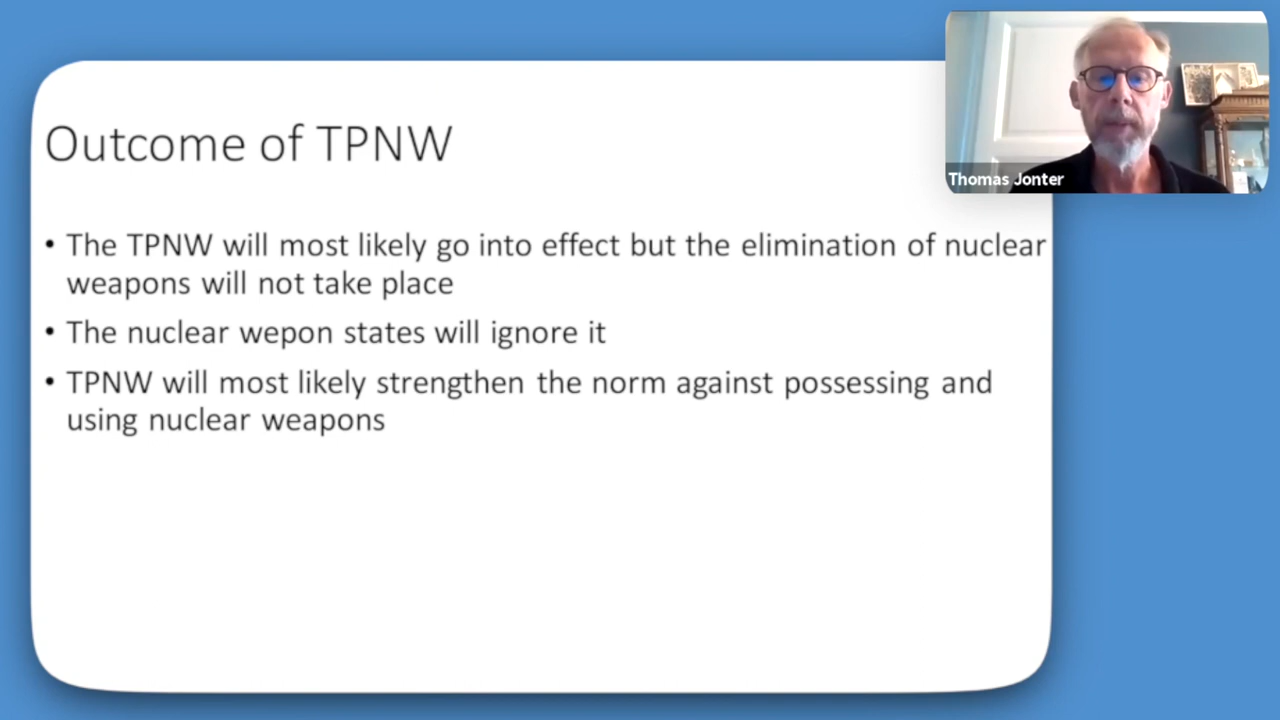 Outcome of TPNW
• The TPNW will most likely go into effect but the elimination of nuclear
weapons will not take place
• The nuclear wepon states will ignore it
• TPNW will most likely strengthen the norm against possessing and
using nuclear weapons
Thomas Jonter